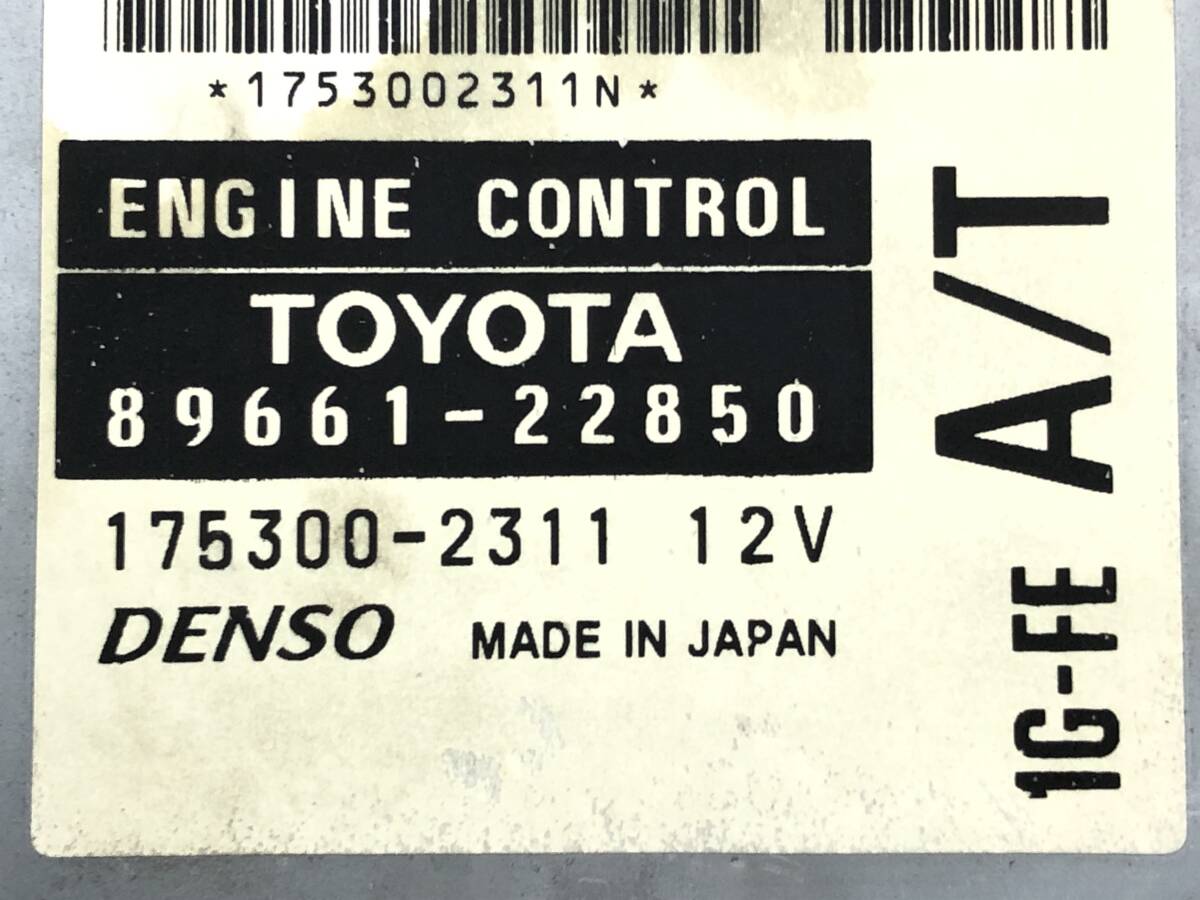 *1753002311N*
ENGINE CONTROL
TOYOTA
89661-22850
175300-2311 12V
DENSO MADE IN JAPAN
1G-FE A/T